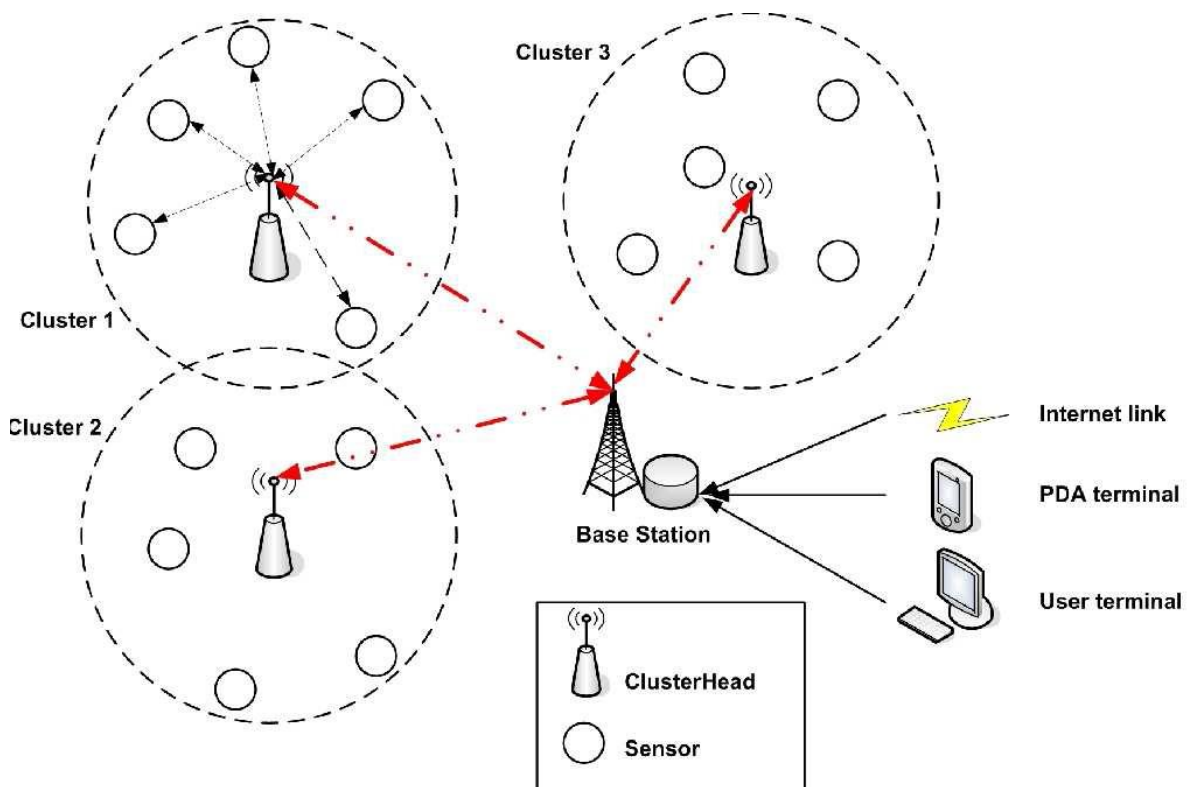 Cluster 3
Cluster 1
Cluster 2
Internet link
PDA terminal
Base Station
User terminal
ClusterHead
Sensor